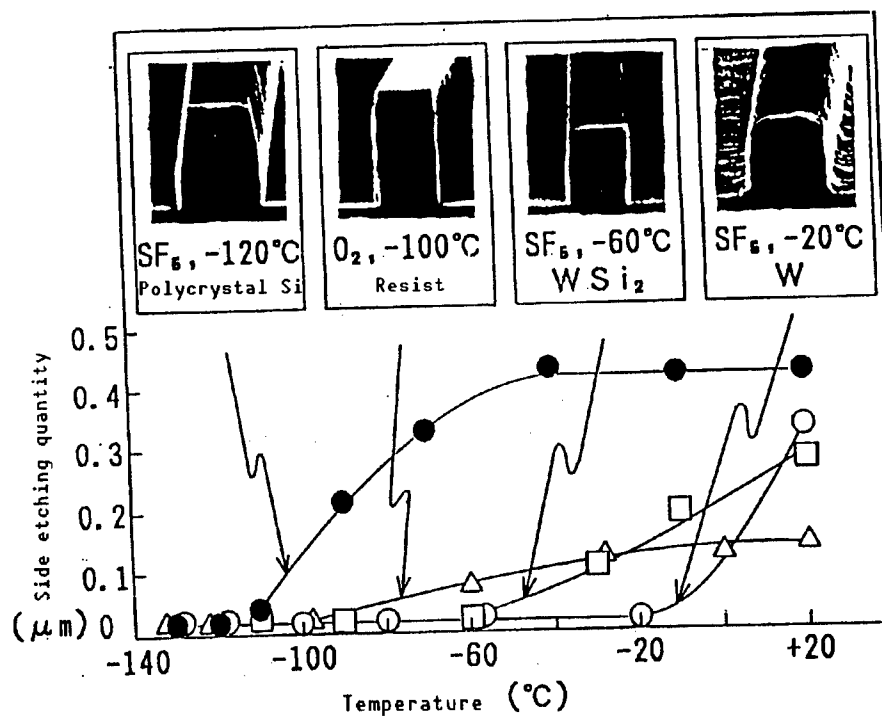 SF₆, -120°C
Polycrystal Si
O₂, -100°C
Resist
SF₆, -60°C
WSi₂
SF₆, -20°C
W
Side etching quantity
(μm)
0.5
0.4
0.3
0.2
0.1
0
-140
-100
-60
-20
+20
Temperature (°C)